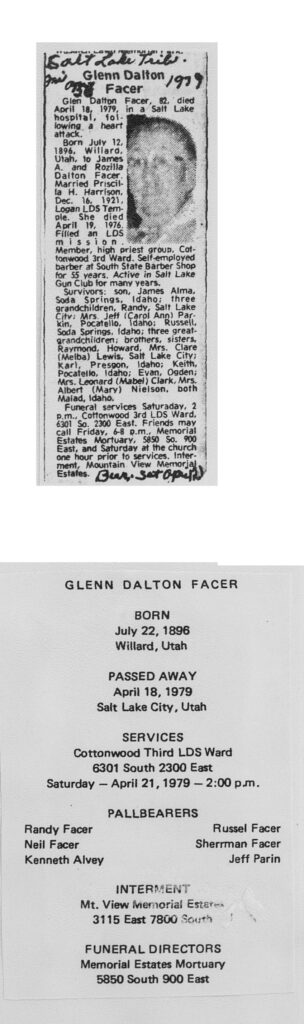 Salt Lake Trib.
1979
Glenn Dalton
Facer
Glen Dalton Facer, 82, died
April 18, 1979, in a Salt Lake
hospital, fol-
lowing a heart
attack.
Born July 12,
1896, Willard,
Utah, to James
A. and Rozilla
Dalton Facer.
Married Priscil-
la H. Harrison,
Dec. 16, 1921,
Logan LDS Tem-
ple. She died
April 19, 1976.
Filled an LDS
mission.
Member, high priest group, Cot-
tonwood 3rd Ward. Self-employed
barber at South State Barber Shop
for 55 years. Active in Salt Lake
Gun Club for many years.
Survivors: son, James Alma,
Soda Springs, Idaho; three
grandchildren, Randy, Salt Lake
City; Mrs. Jeff (Carol Ann) Par-
kin, Pocatello, Idaho; Russell,
Soda Springs, Idaho; three great-
grandchildren; brothers, sisters,
Raymond, Howard, Mrs. Clare
(Melba) Lewis, Salt Lake City;
Karl, Presgon, Idaho; Keith,
Pocatello, Idaho; Evan, Ogden;
Mrs. Leonard (Mabel) Clark, Mrs.
Albert (Mary) Nielson, both
Malad, Idaho.
Funeral services Saturaday, 2
p.m., Cottonwood 3rd LDS Ward,
6301 So. 2300 East. Friends may
call Friday, 6-8 p.m., Memorial
Estates Mortuary, 5850 So. 900
East, and Saturday at the church
one hour prior to services. Inter-
ment, Mountain View Memorial
Estates. Bur. Sat
GLENN DALTON FACER
BORN
July 22, 1896
Willard, Utah
PASSED AWAY
April 18, 1979
Salt Lake City, Utah
SERVICES
Cottonwood Third LDS Ward
6301 South 2300 East
Saturday — April 21, 1979 — 2:00 p.m.
PALLBEARERS
Randy Facer Russel Facer
Neil Facer Sherrman Facer
Kenneth Alvey Jeff Parin
INTERMENT
Mt. View Memorial Estates
3115 East 7800 South
FUNERAL DIRECTORS
Memorial Estates Mortuary
5850 South 900 East